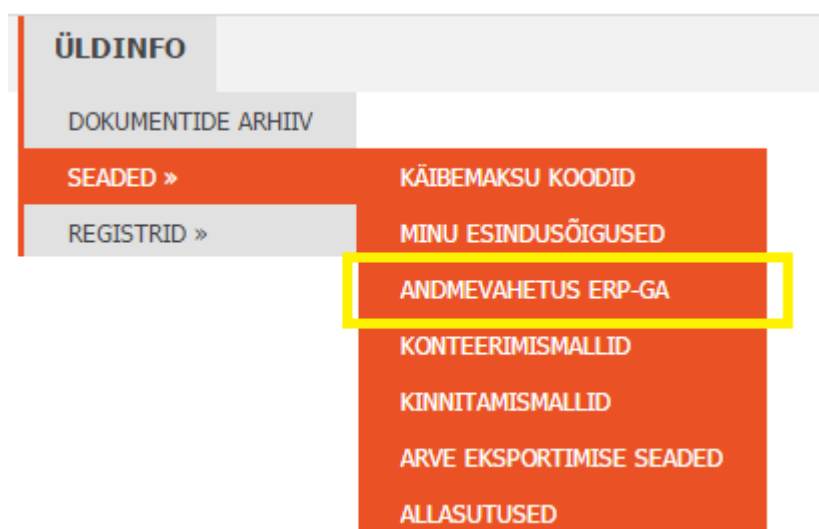 ÜLDINFO
DOKUMENTIDE ARHIIV
SEADED »
REGISTRID »
KÄIBEMAKSU KOODID
MINU ESINDUSÕIGUSED
ANDMEVAHETUS ERP-GA
KONTEERIMISMALLID
KINNITAMISMALLID
ARVE EKSPORTIMISE SEADED
ALLASUTUSED